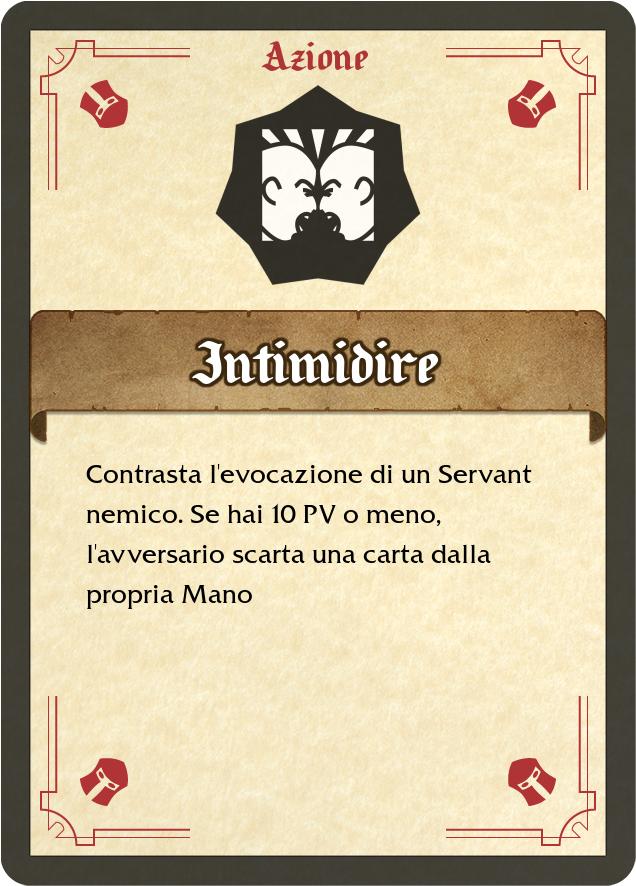 Azione
Intimidire
Contrasta l'evocazione di un Servant
nemico. Se hai 10 PV o meno,
l'avversario scarta una carta dalla
propria Mano